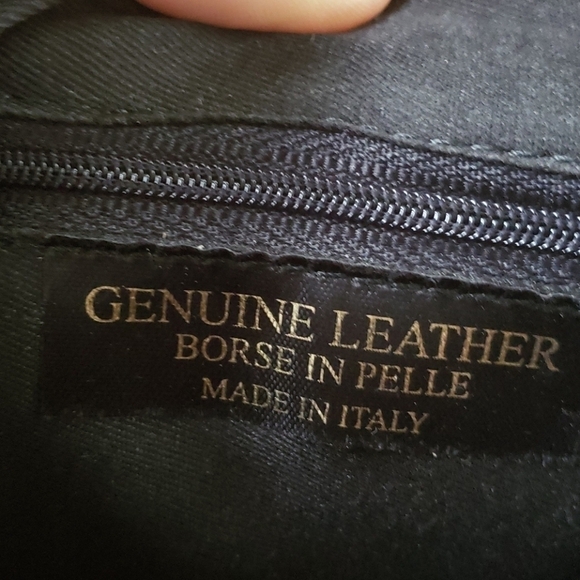 GENUINE LEATHER
BORSE IN PELLE
MADE IN ITALY